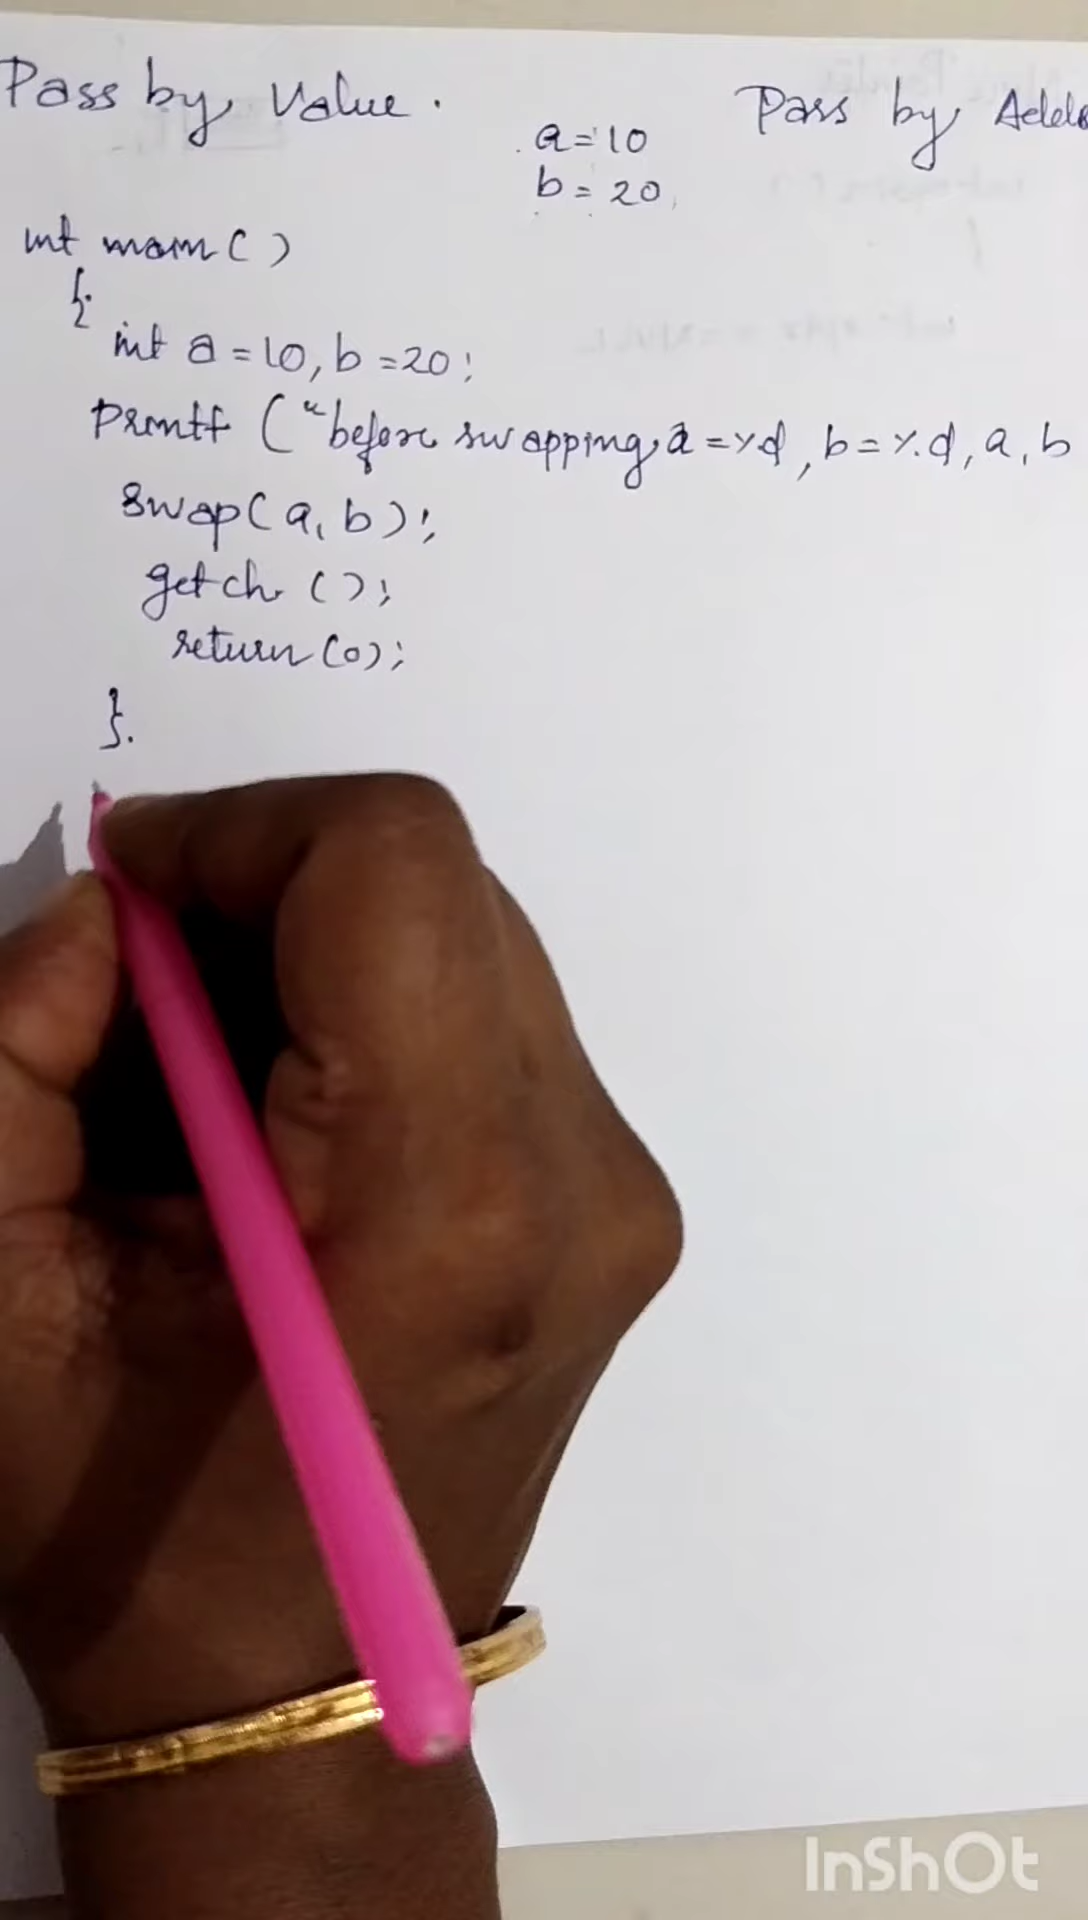 Pass by Value.
a = 10
b = 20
Pass by Add
int main ( )
{
int a = 10, b = 20;
Printf ( "before swapping a = %d, b = %d, a, b
swap( a, b );
getch ( );
return (0);
}.
InShOt